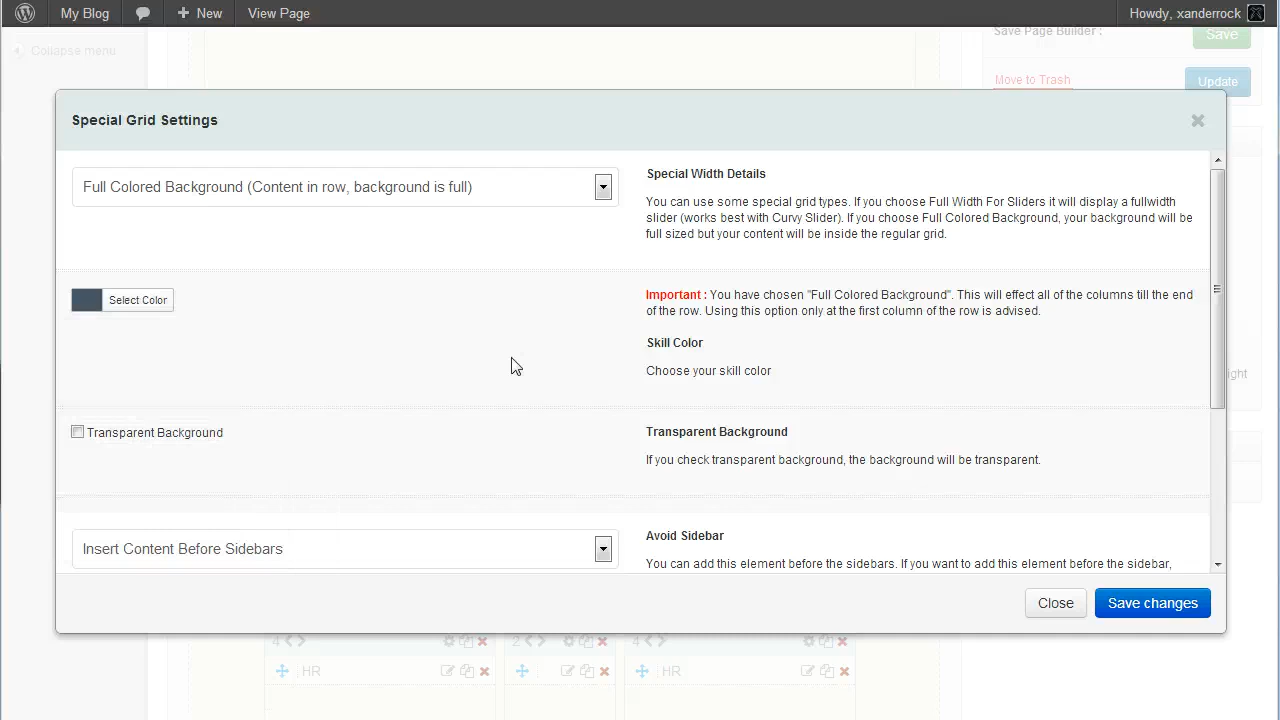 My Blog New View Page Howdy, xanderrock
Collapse menu
Save Page Builder :
Save
Move to Trash
Update
Special Grid Settings
Full Colored Background (Content in row, background is full)
Special Width Details
You can use some special grid types. If you choose Full Width For Sliders it will display a fullwidth
slider (works best with Curvy Slider). If you choose Full Colored Background, your background will be
full sized but your content will be inside the regular grid.
Select Color
Important : You have chosen "Full Colored Background". This will effect all of the columns till the end
of the row. Using this option only at the first column of the row is advised.
Skill Color
Choose your skill color
Transparent Background
Transparent Background
If you check transparent background, the background will be transparent.
Insert Content Before Sidebars
Avoid Sidebar
You can add this element before the sidebars. If you want to add this element before the sidebar,
Close
Save changes
4 2 4
HR HR